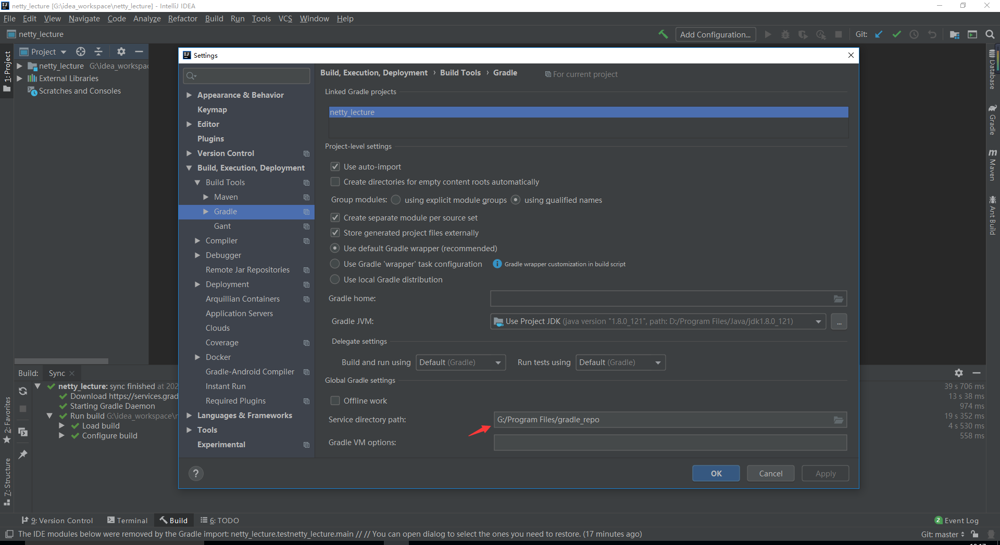 netty_lecture [G:\idea_workspace\netty_lecture] - IntelliJ IDEA
File Edit View Navigate Code Analyze Refactor Build Run Tools VCS Window Help
netty_lecture
Add Configuration...
Git:
1: Project
Project
netty_lecture G:\idea_workspac
External Libraries
Scratches and Consoles
Settings
Appearance & Behavior
Keymap
Editor
Plugins
Version Control
Build, Execution, Deployment
Build Tools
Maven
Gradle
Gant
Compiler
Debugger
Remote Jar Repositories
Deployment
Arquillian Containers
Application Servers
Clouds
Coverage
Docker
Gradle-Android Compiler
Instant Run
Required Plugins
Languages & Frameworks
Tools
Experimental
Build, Execution, Deployment › Build Tools › Gradle
For current project
Linked Gradle projects
netty_lecture
Project-level settings
Use auto-import
Create directories for empty content roots automatically
Group modules: using explicit module groups using qualified names
Create separate module per source set
Store generated project files externally
Use default Gradle wrapper (recommended)
Use Gradle 'wrapper' task configuration Gradle wrapper customization in build script
Use local Gradle distribution
Gradle home:
Gradle JVM: Use Project JDK (java version "1.8.0_121", path: D:/Program Files/Java/jdk1.8.0_121) ...
Delegate settings
Build and run using Default (Gradle) Run tests using Default (Gradle)
Global Gradle settings
Offline work
Service directory path: G:/Program Files/gradle_repo
Gradle VM options:
? OK Cancel Apply
Database
Gradle
Maven
Ant Build
Build: Sync
netty_lecture: sync finished at 202 39 s 706 ms
Download https://services.grad 13 s 38 ms
Starting Gradle Daemon 974 ms
Run build G:\idea_workspace\n 19 s 352 ms
Load build 4 s 530 ms
Configure build 558 ms
2: Favorites
7: Structure
9: Version Control Terminal Build 6: TODO
2 Event Log
The IDE modules below were removed by the Gradle import: netty_lecture.testnetty_lecture.main // // You can open dialog to select the ones you need to restore. (17 minutes ago)
Git: master